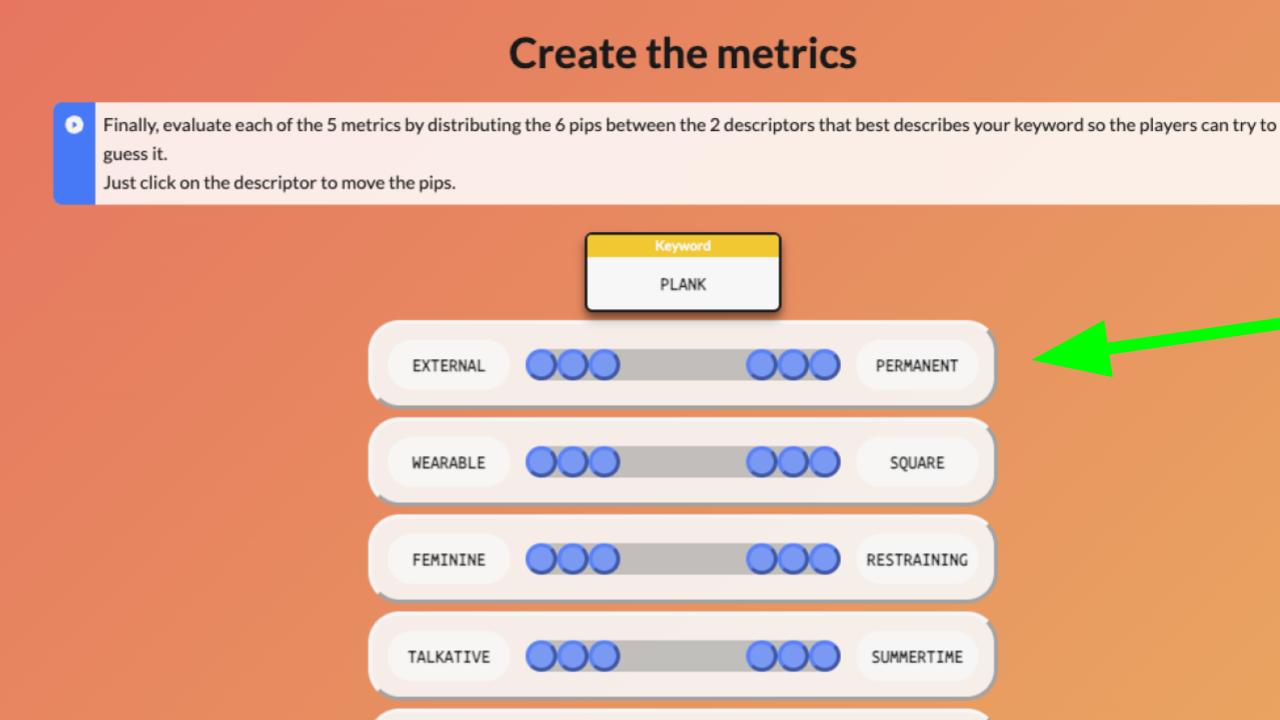 Create the metrics
Finally, evaluate each of the 5 metrics by distributing the 6 pips between the 2 descriptors that best describes your keyword so the players can try to
guess it.
Just click on the descriptor to move the pips.
Keyword
PLANK
EXTERNAL PERMANENT
WEARABLE SQUARE
FEMININE RESTRAINING
TALKATIVE SUMMERTIME